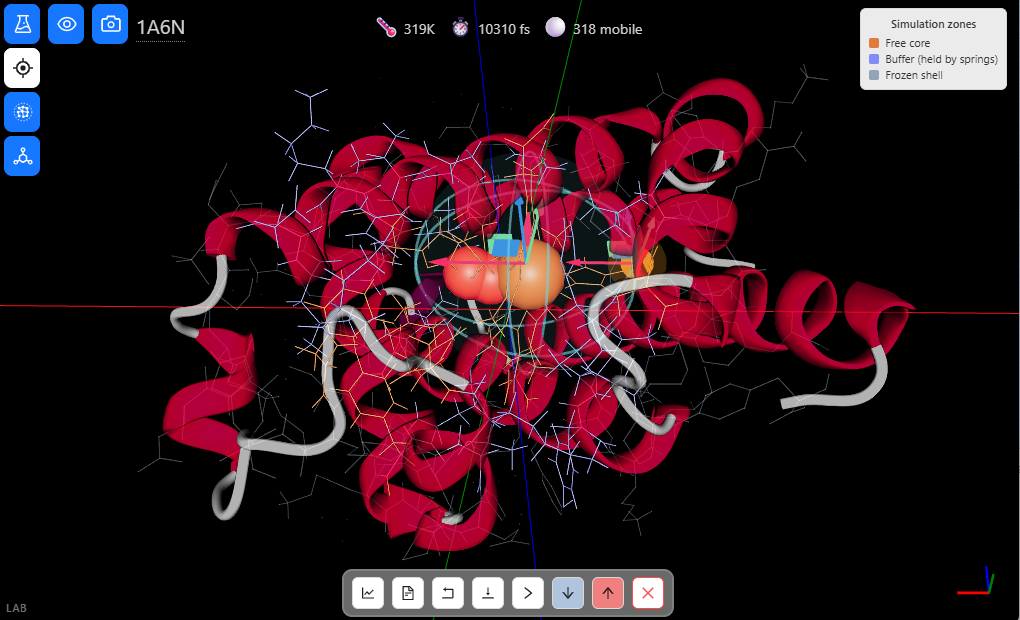 1A6N
319K
10310 fs
318 mobile
Simulation zones
Free core
Buffer (held by springs)
Frozen shell
LAB